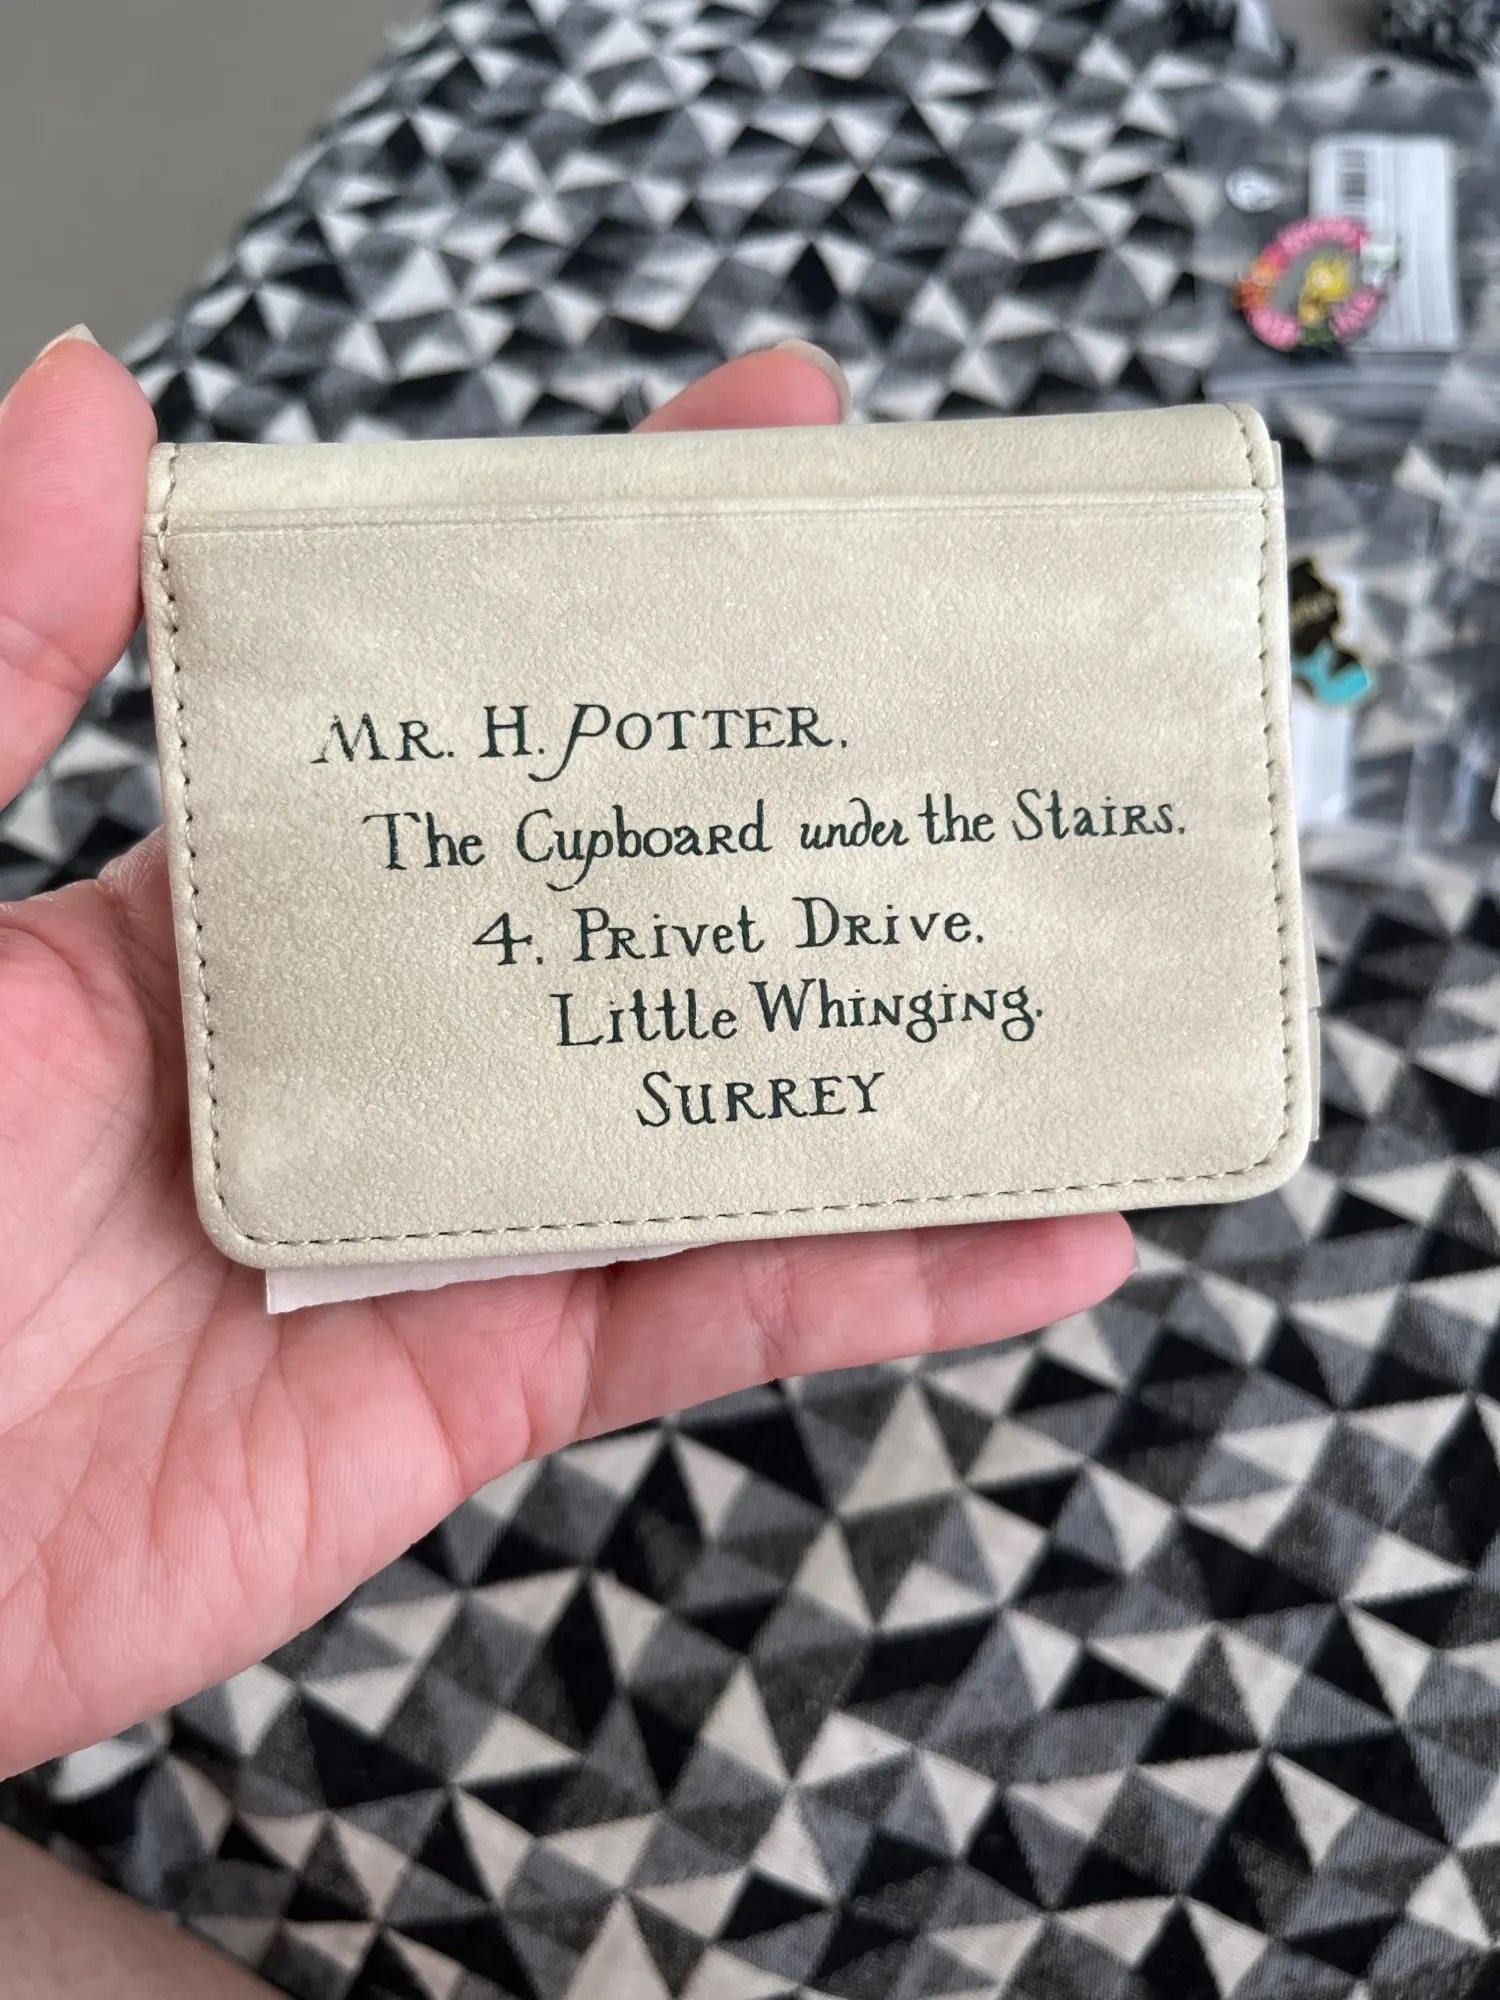 Mr. H. Potter.
The Cupboard under the Stairs.
4. Privet Drive.
Little Whinging.
Surrey